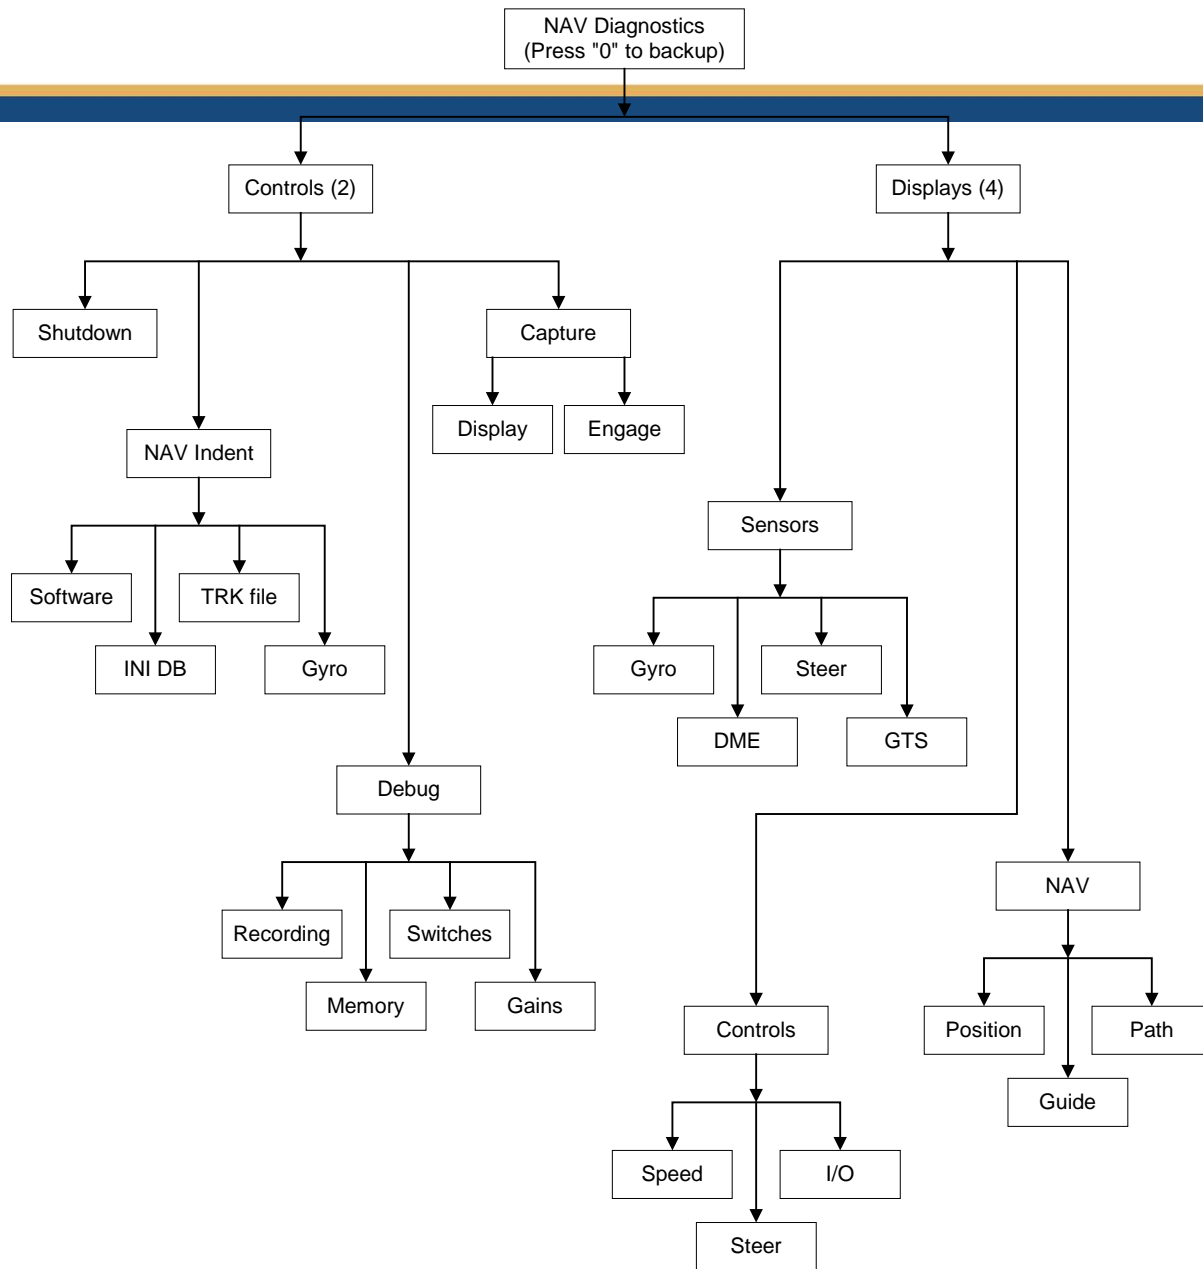 NAV Diagnostics
(Press "0" to backup)
Controls (2)
Displays (4)
Shutdown
Capture
Display
Engage
NAV Indent
Sensors
Software
TRK file
INI DB
Gyro
Gyro
Steer
DME
GTS
Debug
NAV
Recording
Switches
Memory
Gains
Controls
Position
Path
Guide
Speed
I/O
Steer